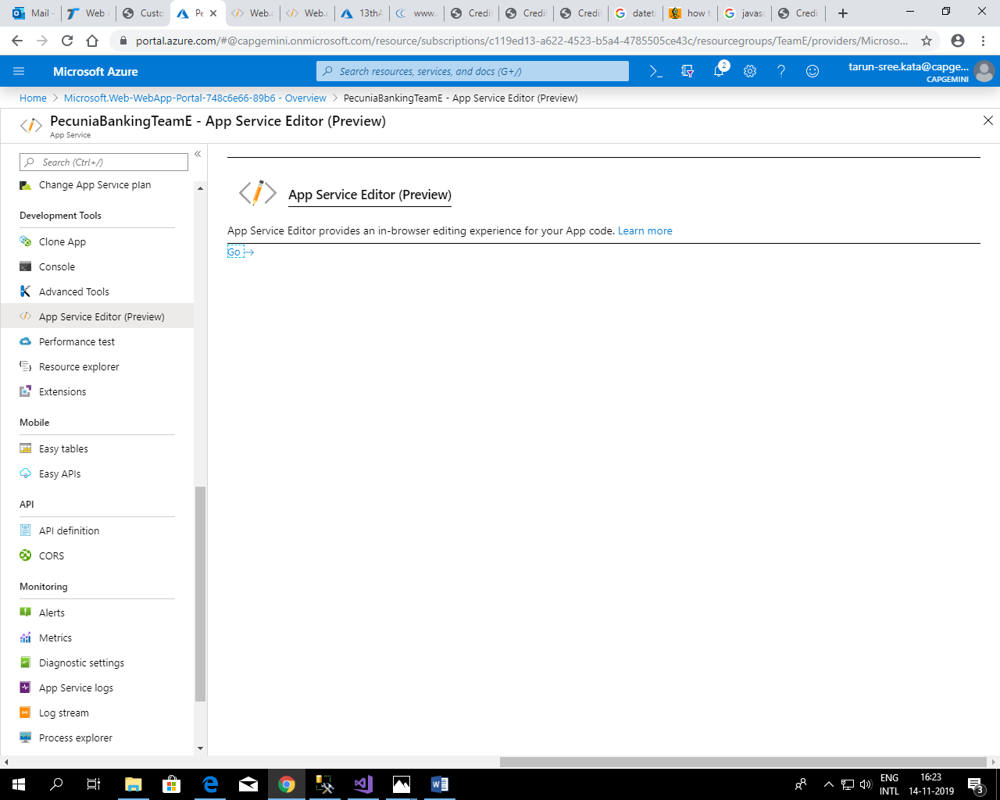 Mail
Web
Custo
Pe
Web.c
Web.c
13thA
www.
Credi
Credi
Credi
datet
how t
javasc
Credi
portal.azure.com/#@capgemini.onmicrosoft.com/resource/subscriptions/c119ed13-a622-4523-b5a4-4785505ce43c/resourcegroups/TeamE/providers/Microso...
Microsoft Azure
Search resources, services, and docs (G+/)
2
tarun-sree.kata@capge...
CAPGEMINI
Home > Microsoft.Web-WebApp-Portal-748c6e66-89b6 - Overview > PecuniaBankingTeamE - App Service Editor (Preview)
PecuniaBankingTeamE - App Service Editor (Preview)
App Service
Search (Ctrl+/)
Change App Service plan
Development Tools
Clone App
Console
Advanced Tools
App Service Editor (Preview)
Performance test
Resource explorer
Extensions
Mobile
Easy tables
Easy APIs
API
API definition
CORS
Monitoring
Alerts
Metrics
Diagnostic settings
App Service logs
Log stream
Process explorer
App Service Editor (Preview)
App Service Editor provides an in-browser editing experience for your App code. Learn more
Go
ENG
INTL
16:23
14-11-2019
3